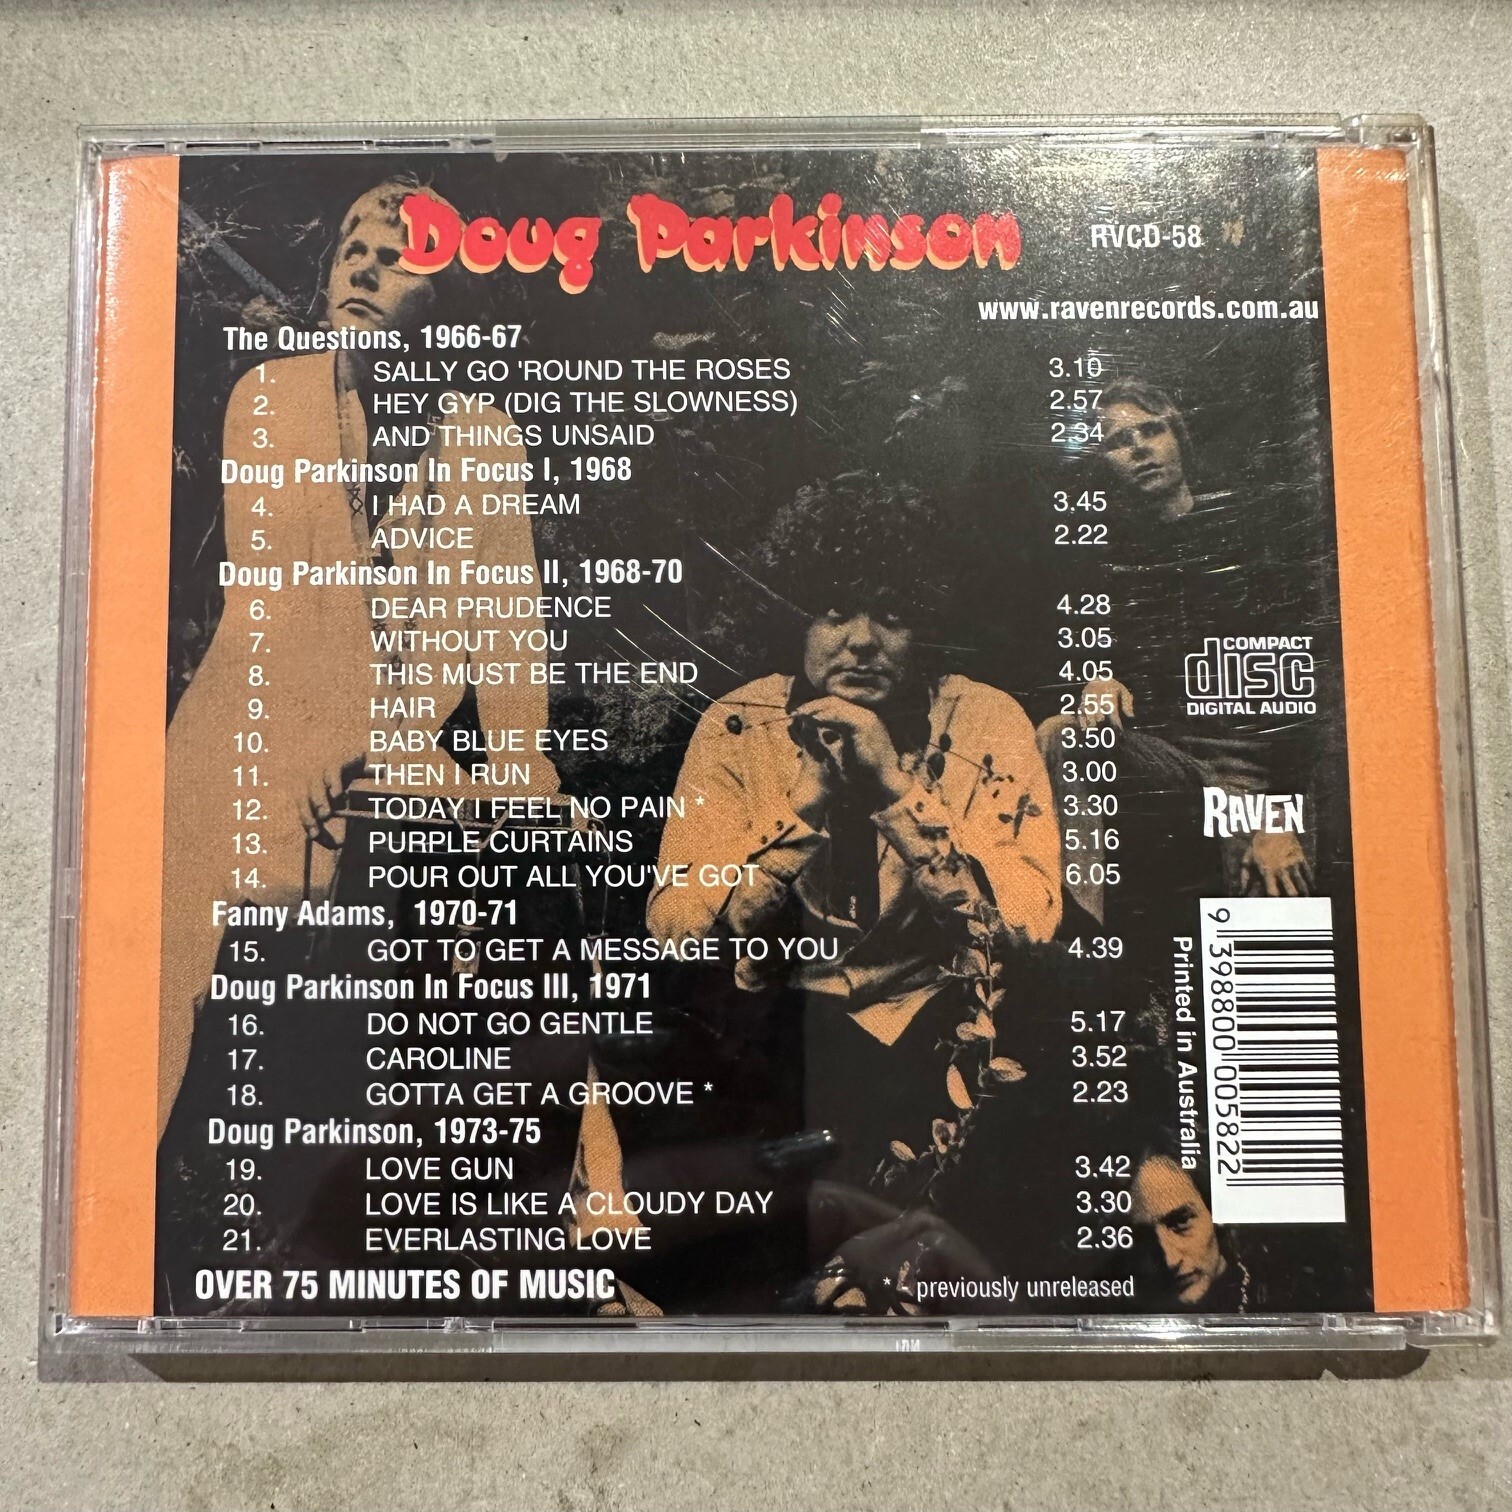 Doug Parkinson
RVCD-58
www.ravenrecords.com.au
The Questions, 1966-67
1. SALLY GO 'ROUND THE ROSES 3.10
2. HEY GYP (DIG THE SLOWNESS) 2.57
3. AND THINGS UNSAID 2.34
Doug Parkinson In Focus I, 1968
4. I HAD A DREAM 3.45
5. ADVICE 2.22
Doug Parkinson In Focus II, 1968-70
6. DEAR PRUDENCE 4.28
7. WITHOUT YOU 3.05
8. THIS MUST BE THE END 4.05
9. HAIR 2.55
10. BABY BLUE EYES 3.50
11. THEN I RUN 3.00
12. TODAY I FEEL NO PAIN * 3.30
13. PURPLE CURTAINS 5.16
14. POUR OUT ALL YOU'VE GOT 6.05
Fanny Adams, 1970-71
15. GOT TO GET A MESSAGE TO YOU 4.39
Doug Parkinson In Focus III, 1971
16. DO NOT GO GENTLE 5.17
17. CAROLINE 3.52
18. GOTTA GET A GROOVE * 2.23
Doug Parkinson, 1973-75
19. LOVE GUN 3.42
20. LOVE IS LIKE A CLOUDY DAY 3.30
21. EVERLASTING LOVE 2.36
OVER 75 MINUTES OF MUSIC
* - previously unreleased
COMPACT
disc
DIGITAL AUDIO
RAVEN
Printed in Australia
9 398800 005822